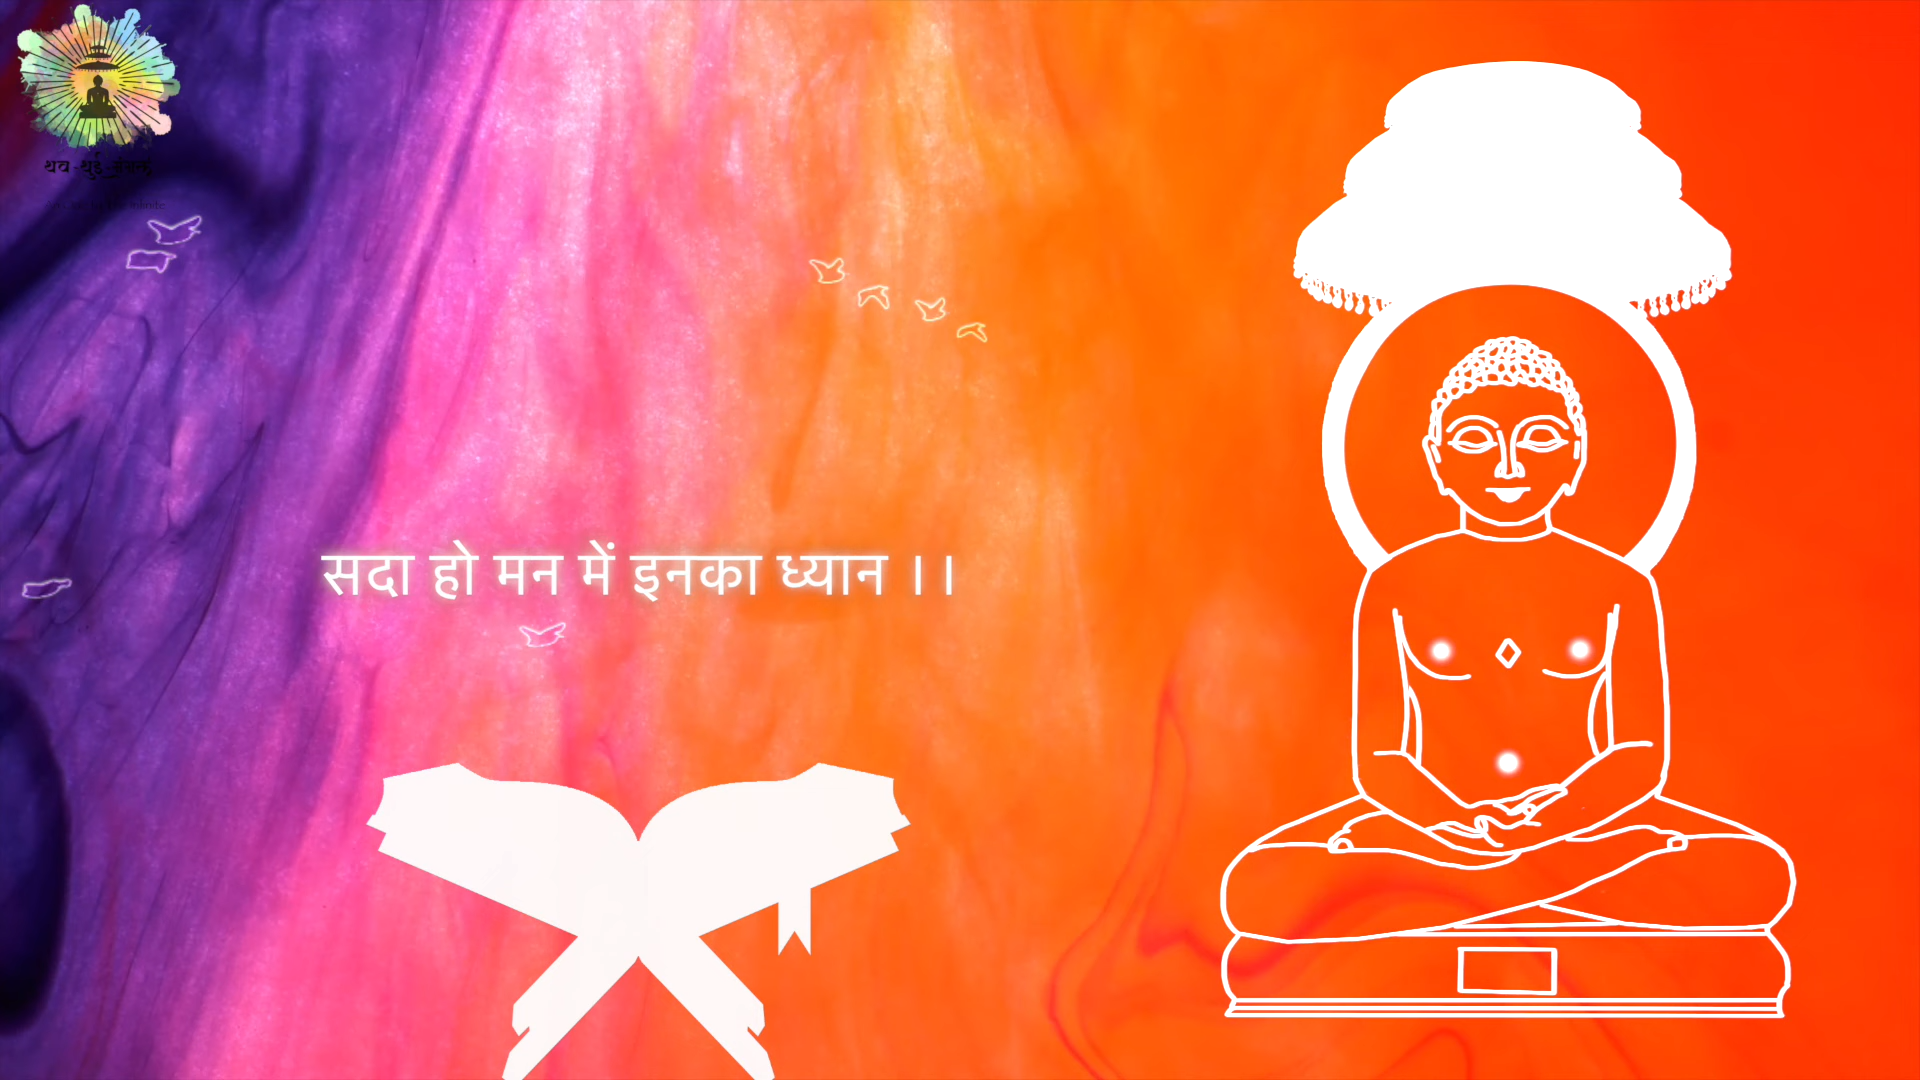 सदा हो मन में इनका ध्यान ।।